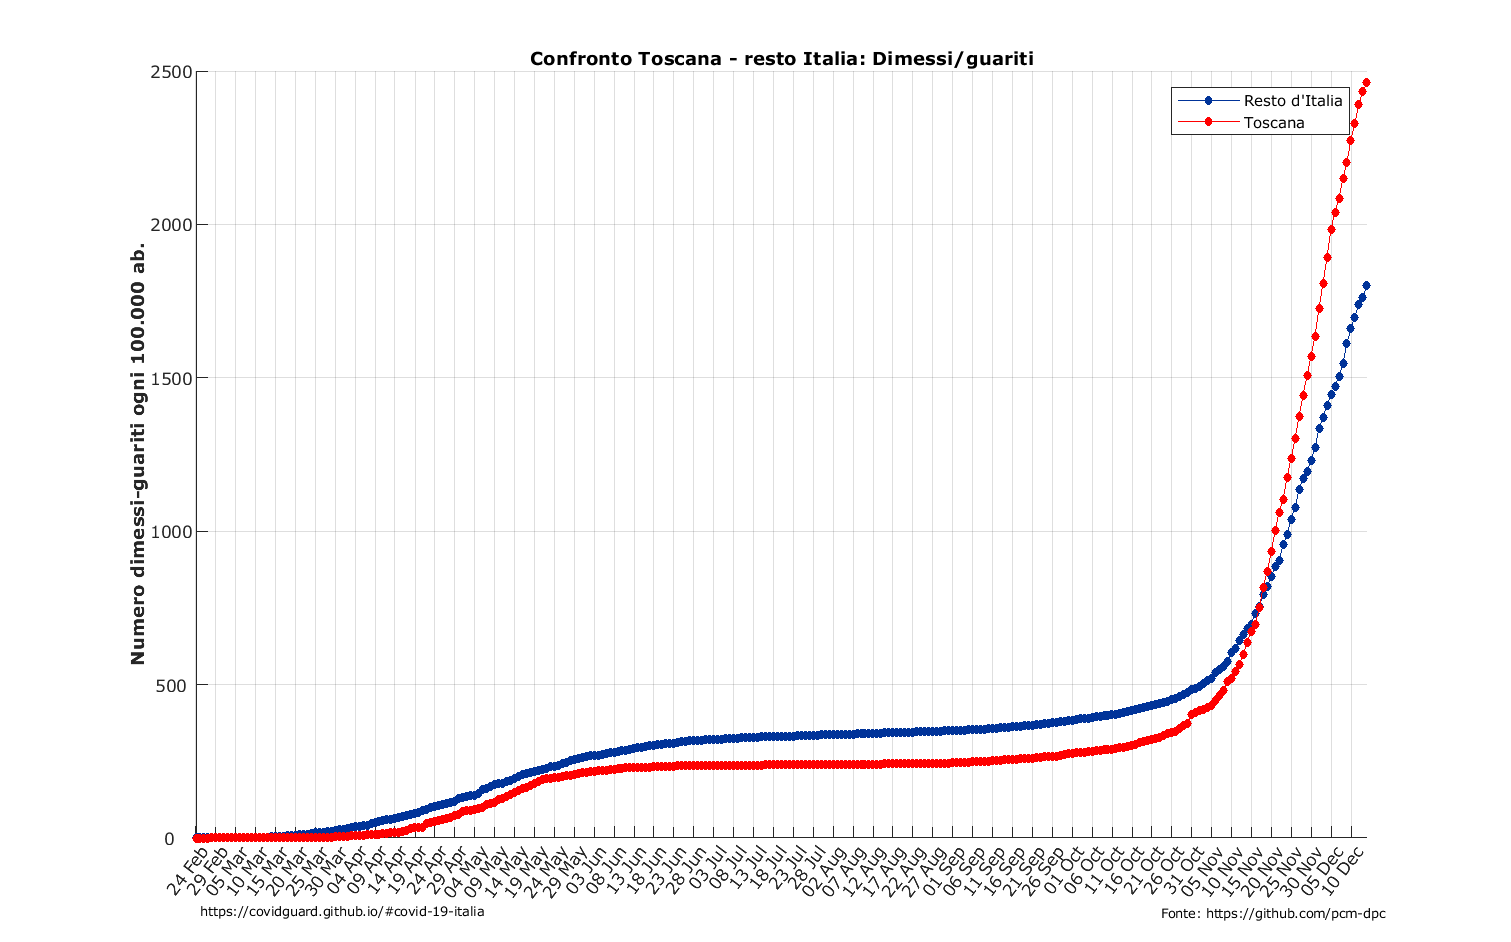 Confronto Toscana - resto Italia: Dimessi/guariti
Numero dimessi-guariti ogni 100.000 ab.
2500
2000
1500
1000
500
0
Resto d'Italia
Toscana
24 Feb
29 Feb
05 Mar
10 Mar
15 Mar
20 Mar
25 Mar
30 Mar
04 Apr
09 Apr
14 Apr
19 Apr
24 Apr
29 Apr
04 May
09 May
14 May
19 May
24 May
29 May
03 Jun
08 Jun
13 Jun
18 Jun
23 Jun
28 Jun
03 Jul
08 Jul
13 Jul
18 Jul
23 Jul
28 Jul
02 Aug
07 Aug
12 Aug
17 Aug
22 Aug
27 Aug
01 Sep
06 Sep
11 Sep
16 Sep
21 Sep
26 Sep
01 Oct
06 Oct
11 Oct
16 Oct
21 Oct
26 Oct
31 Oct
05 Nov
10 Nov
15 Nov
20 Nov
25 Nov
30 Nov
05 Dec
10 Dec
https://covidguard.github.io/#covid-19-italia
Fonte: https://github.com/pcm-dpc